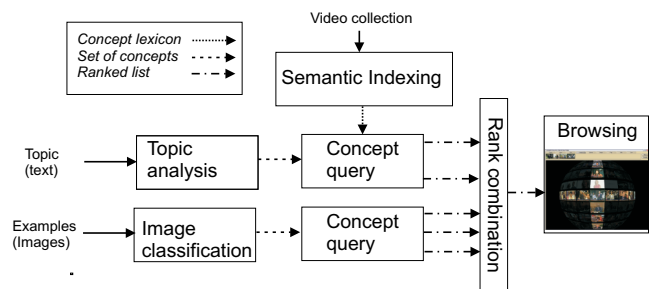 Video collection
Concept lexicon
Set of concepts
Ranked list
Semantic Indexing
Topic
(text)
Topic
analysis
Concept
query
Rank combination
Browsing
Examples
(Images)
Image
classification
Concept
query